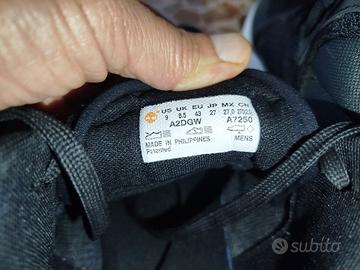 US UK EU JP MX CN
9 8.5 43 27 27.0
A2DGW A7250
MADE IN PHILIPPINES MENS
Patented
subito